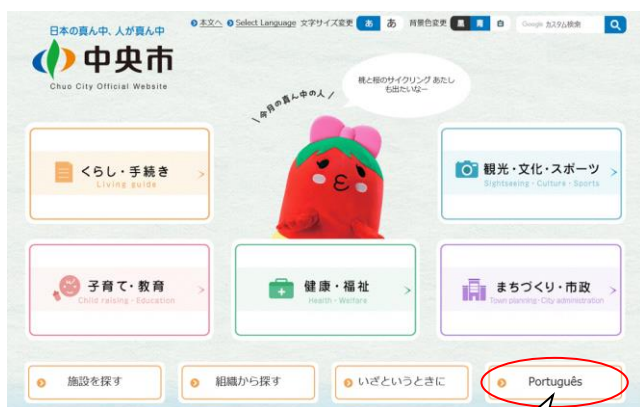 日本の真ん中、人が真ん中
中央市
Chuo City Official Website
本文へ Select Language 文字サイズ変更 あ あ 背景色変更 黒 青 白 Google カスタム検索
＼今月の真ん中の人／
桃と桜のサイクリング あたし
も出たいなー
くらし・手続き
Living guide
観光・文化・スポーツ
Sightseeing・Culture・Sports
子育て・教育
Child raising・Education
健康・福祉
Health・Welfare
まちづくり・市政
Town planning・City administration
施設を探す
組織から探す
いざというときに
Português